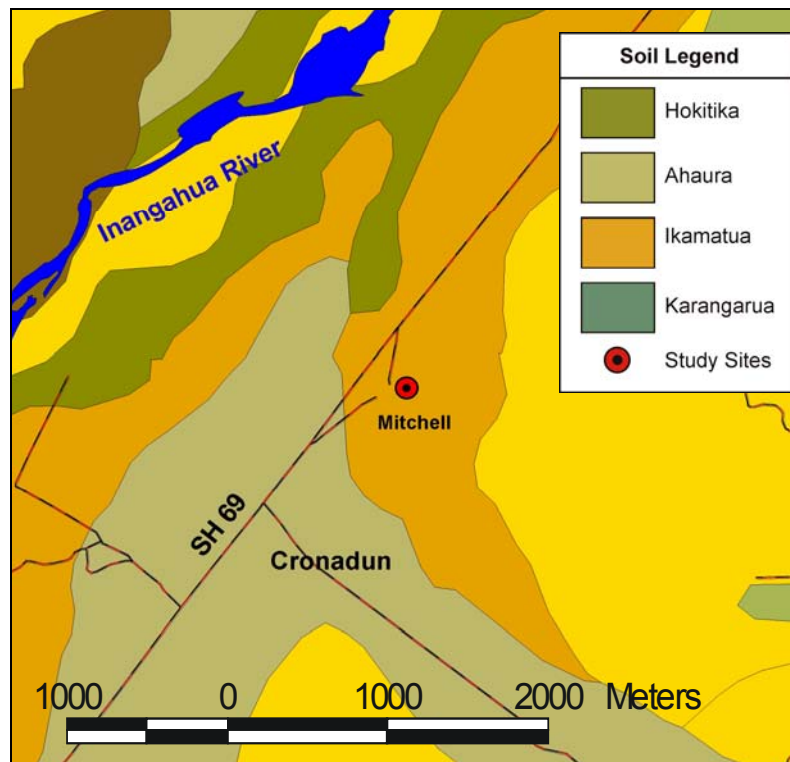 Soil Legend
Hokitika
Ahaura
Ikamatua
Karangarua
Study Sites
Inangahua River
Mitchell
SH 69
Cronadun
1000 0 1000 2000 Meters